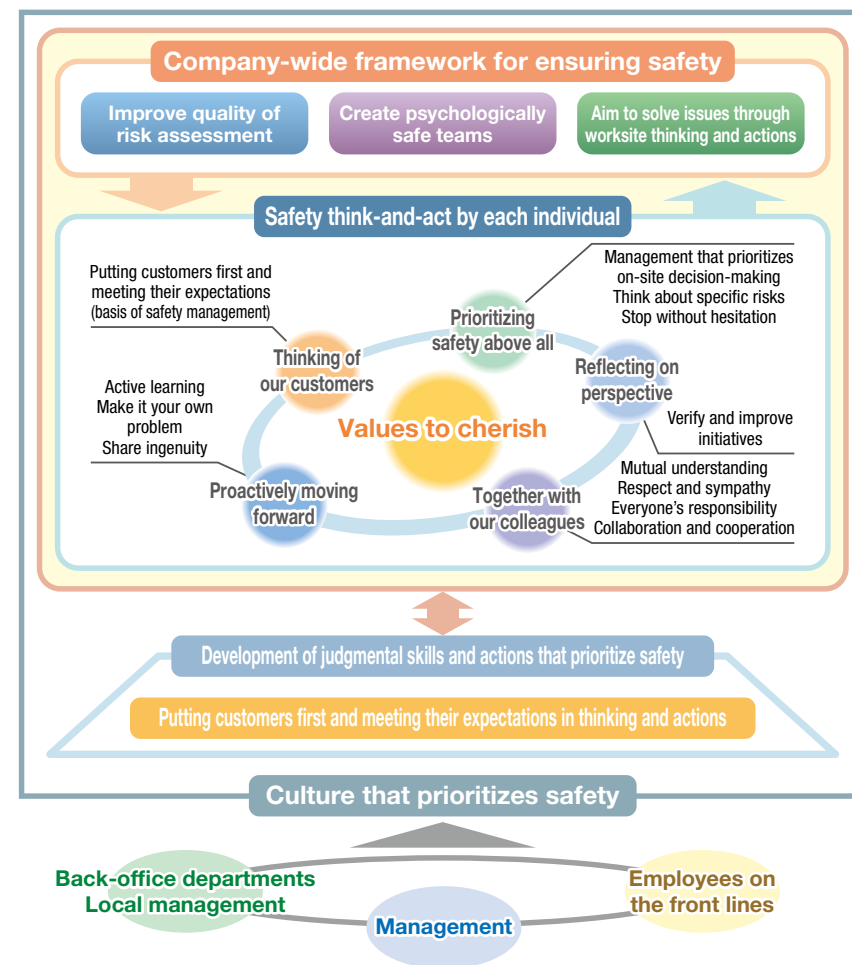 Company-wide framework for ensuring safety
Improve quality of
risk assessment
Create psychologically
safe teams
Aim to solve issues through
worksite thinking and actions
Safety think-and-act by each individual
Putting customers first and
meeting their expectations
(basis of safety management)
Management that prioritizes
on-site decision-making
Think about specific risks
Stop without hesitation
Prioritizing
safety above all
Thinking of
our customers
Reflecting on
perspective
Active learning
Make it your own
problem
Share ingenuity
Values to cherish
Verify and improve
initiatives
Proactively moving
forward
Together with
our colleagues
Mutual understanding
Respect and sympathy
Everyone's responsibility
Collaboration and cooperation
Development of judgmental skills and actions that prioritize safety
Putting customers first and meeting their expectations in thinking and actions
Culture that prioritizes safety
Back-office departments
Local management
Management
Employees on
the front lines